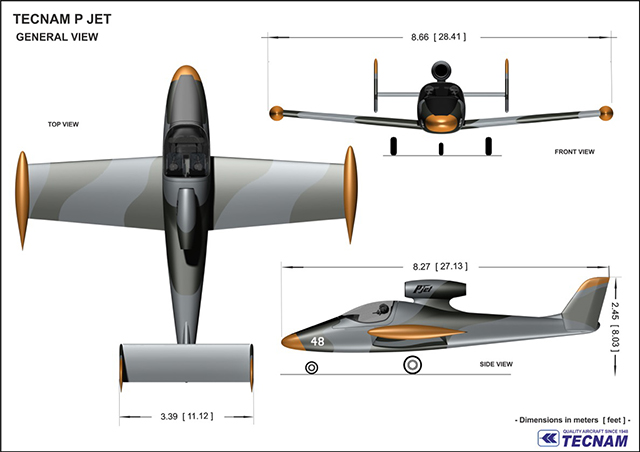 TECNAM P JET
GENERAL VIEW
8.66 [ 28.41 ]
TOP VIEW
FRONT VIEW
8.27 [ 27.13 ]
P Jet
48
2.45 [ 8.03 ]
SIDE VIEW
3.39 [ 11.12 ]
- Dimensions in meters [ feet ] -
QUALITY AIRCRAFT SINCE 1948
TECNAM